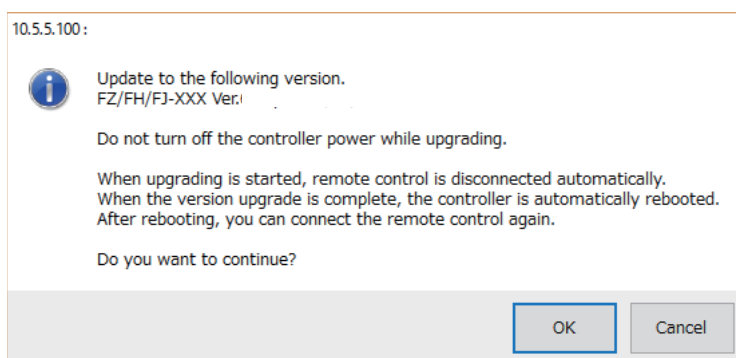 10.5.5.100:
Update to the following version.
FZ/FH/FJ-XXX Ver.
Do not turn off the controller power while upgrading.
When upgrading is started, remote control is disconnected automatically.
When the version upgrade is complete, the controller is automatically rebooted.
After rebooting, you can connect the remote control again.
Do you want to continue?
OK
Cancel